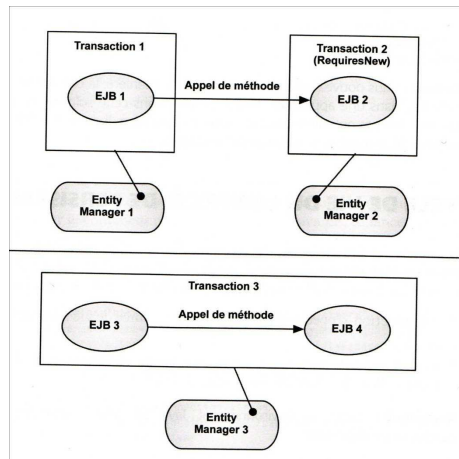 Transaction 1
Transaction 2
(RequiresNew)
EJB 1
Appel de méthode
EJB 2
Entity
Manager 1
Entity
Manager 2
Transaction 3
EJB 3
Appel de méthode
EJB 4
Entity
Manager 3